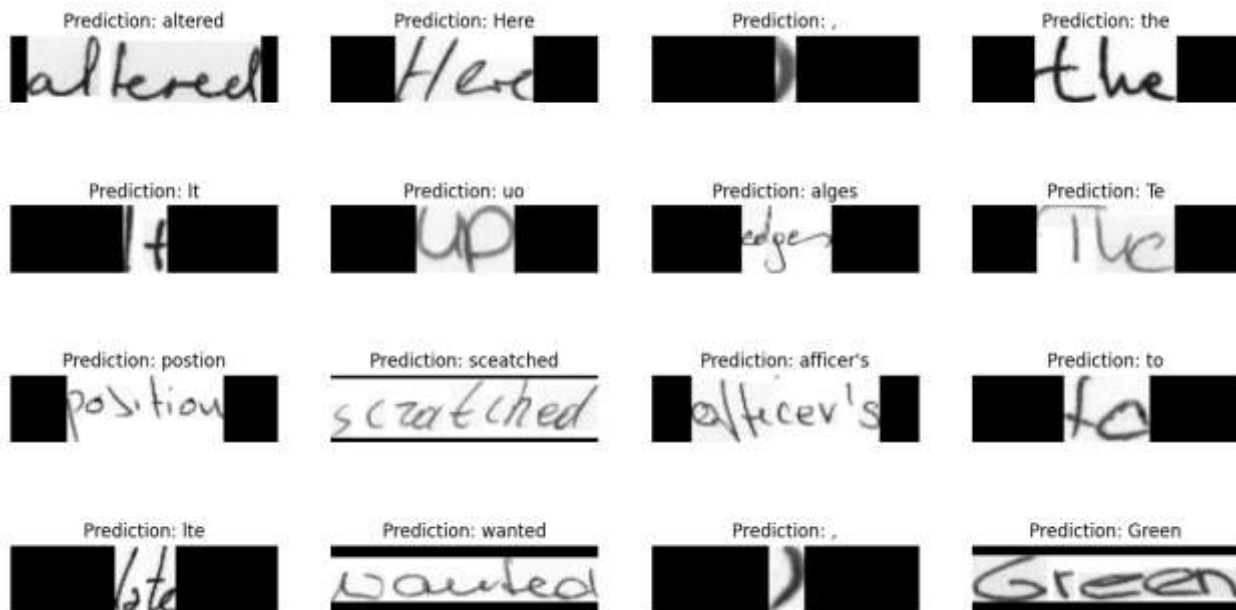 Prediction: altered Prediction: Here Prediction: , Prediction: the
altered Here , the
Prediction: It Prediction: uo Prediction: alges Prediction: Te
It up edges The
Prediction: postion Prediction: sceatched Prediction: afficer's Prediction: to
position scratched officer's to
Prediction: lte Prediction: wanted Prediction: , Prediction: Green
late wanted , Green